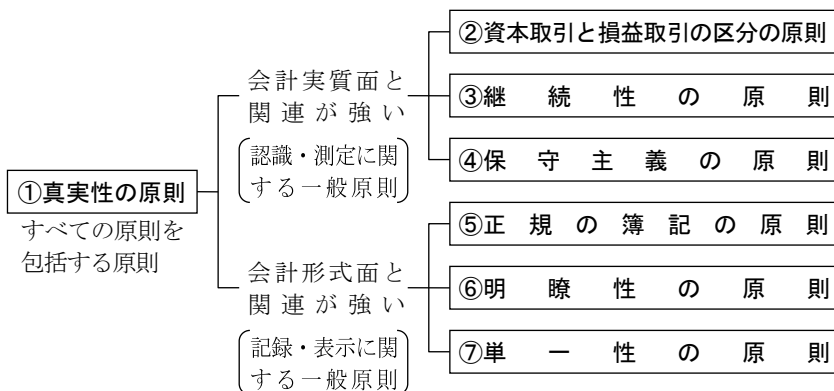 ①真実性の原則
すべての原則を
包括する原則
会計実質面と
関連が強い
認識・測定に関
する一般原則
②資本取引と損益取引の区分の原則
③継続性の原則
④保守主義の原則
会計形式面と
関連が強い
記録・表示に関
する一般原則
⑤正規の簿記の原則
⑥明瞭性の原則
⑦単一性の原則